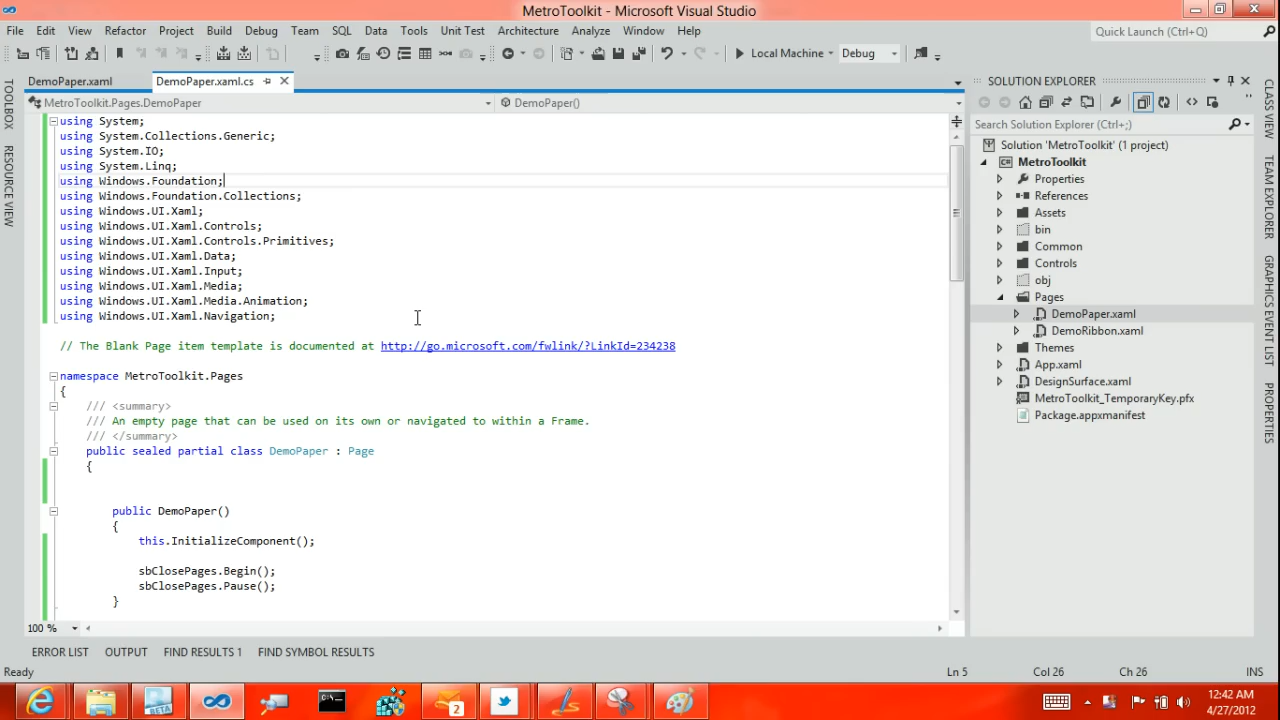 MetroToolkit - Microsoft Visual Studio
File Edit View Refactor Project Build Debug Team SQL Data Tools Unit Test Architecture Analyze Window Help
Quick Launch (Ctrl+Q)
Local Machine Debug
TOOLBOX
RESOURCE VIEW
DemoPaper.xaml DemoPaper.xaml.cs
MetroToolkit.Pages.DemoPaper DemoPaper()
using System;
using System.Collections.Generic;
using System.IO;
using System.Linq;
using Windows.Foundation;
using Windows.Foundation.Collections;
using Windows.UI.Xaml;
using Windows.UI.Xaml.Controls;
using Windows.UI.Xaml.Controls.Primitives;
using Windows.UI.Xaml.Data;
using Windows.UI.Xaml.Input;
using Windows.UI.Xaml.Media;
using Windows.UI.Xaml.Media.Animation;
using Windows.UI.Xaml.Navigation;
// The Blank Page item template is documented at http://go.microsoft.com/fwlink/?LinkId=234238
namespace MetroToolkit.Pages
{
/// <summary>
/// An empty page that can be used on its own or navigated to within a Frame.
/// </summary>
public sealed partial class DemoPaper : Page
{
public DemoPaper()
{
this.InitializeComponent();
sbClosePages.Begin();
sbClosePages.Pause();
}
100 %
SOLUTION EXPLORER
Search Solution Explorer (Ctrl+;)
Solution 'MetroToolkit' (1 project)
MetroToolkit
Properties
References
Assets
bin
Common
Controls
obj
Pages
DemoPaper.xaml
DemoRibbon.xaml
Themes
App.xaml
DesignSurface.xaml
MetroToolkit_TemporaryKey.pfx
Package.appxmanifest
CLASS VIEW
TEAM EXPLORER
GRAPHICS EVENT LIST
PROPERTIES
ERROR LIST OUTPUT FIND RESULTS 1 FIND SYMBOL RESULTS
Ready Ln 5 Col 26 Ch 26 INS
BETA
2
12:42 AM
4/27/2012